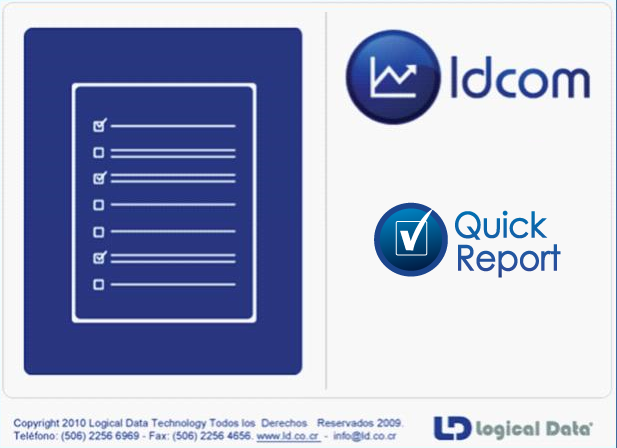 ldcom
Quick
Report
Copyright 2010 Logical Data Technology Todos los Derechos Reservados 2009.
Teléfono: (506) 2256 6969 - Fax: (506) 2256 4656. www.ld.co.cr - info@ld.co.cr
LD Logical Data